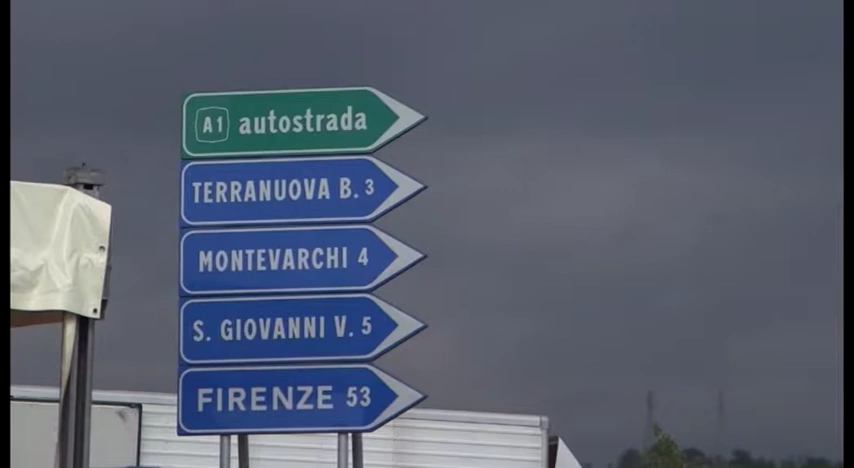 A1 autostrada
TERRANUOVA B. 3
MONTEVARCHI 4
S. GIOVANNI V. 5
FIRENZE 53